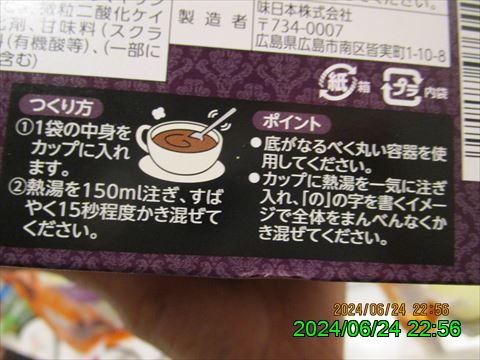 微粒二酸化ケイ
化剤、甘味料（スクラ
（有機酸等）、（一部に
含む）
製造者
味日本株式会社
〒734-0007
広島県広島市南区皆実町1-10-8
紙 箱
プラ 内袋
つくり方
①1袋の中身を
カップに入れ
ます。
②熱湯を150ml注ぎ、すば
やく15秒程度かき混ぜて
ください。
ポイント
●底がなるべく丸い容器を使
用してください。
●カップに熱湯を一気に注ぎ
入れ、「の」の字を書くイメー
ジで全体をまんべんなくか
き混ぜてください。
2024/06/24 22:56
2024/06/24 22:56